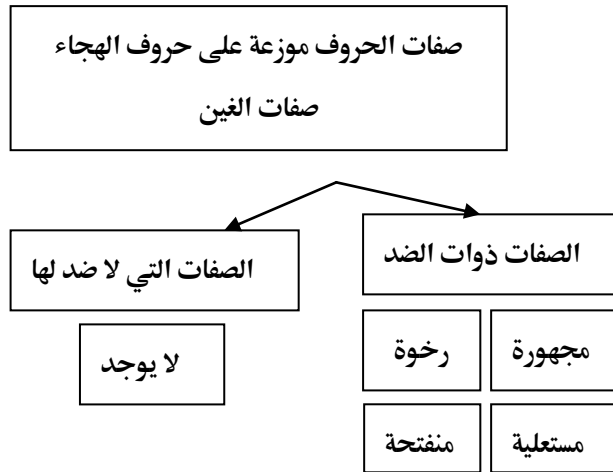 صفات الحروف موزعة على حروف الهجاء
صفات الغين
الصفات ذوات الضد
الصفات التي لا ضد لها
مجهورة
رخوة
لا يوجد
مستعلية
منفتحة